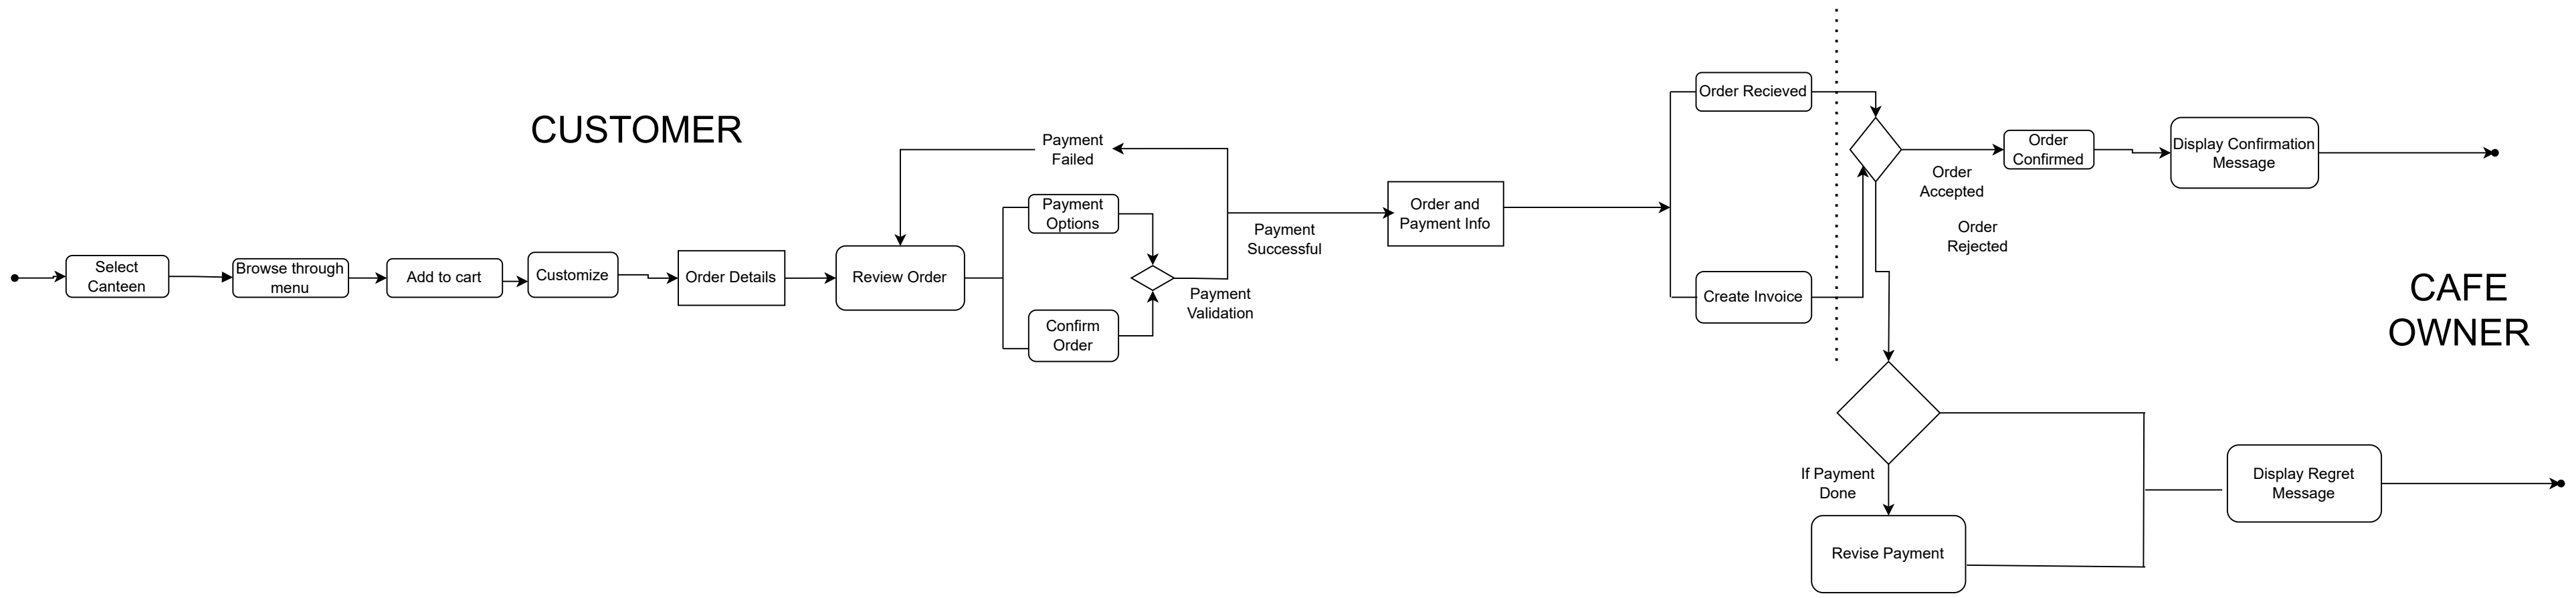 CUSTOMER
Select
Canteen
Browse through
menu
Add to cart
Customize
Order Details
Review Order
Payment
Failed
Payment
Options
Confirm
Order
Payment
Validation
Payment
Successful
Order and
Payment Info
Order Recieved
Create Invoice
Order
Accepted
Order
Rejected
Order
Confirmed
Display Confirmation
Message
CAFE
OWNER
If Payment
Done
Revise Payment
Display Regret
Message